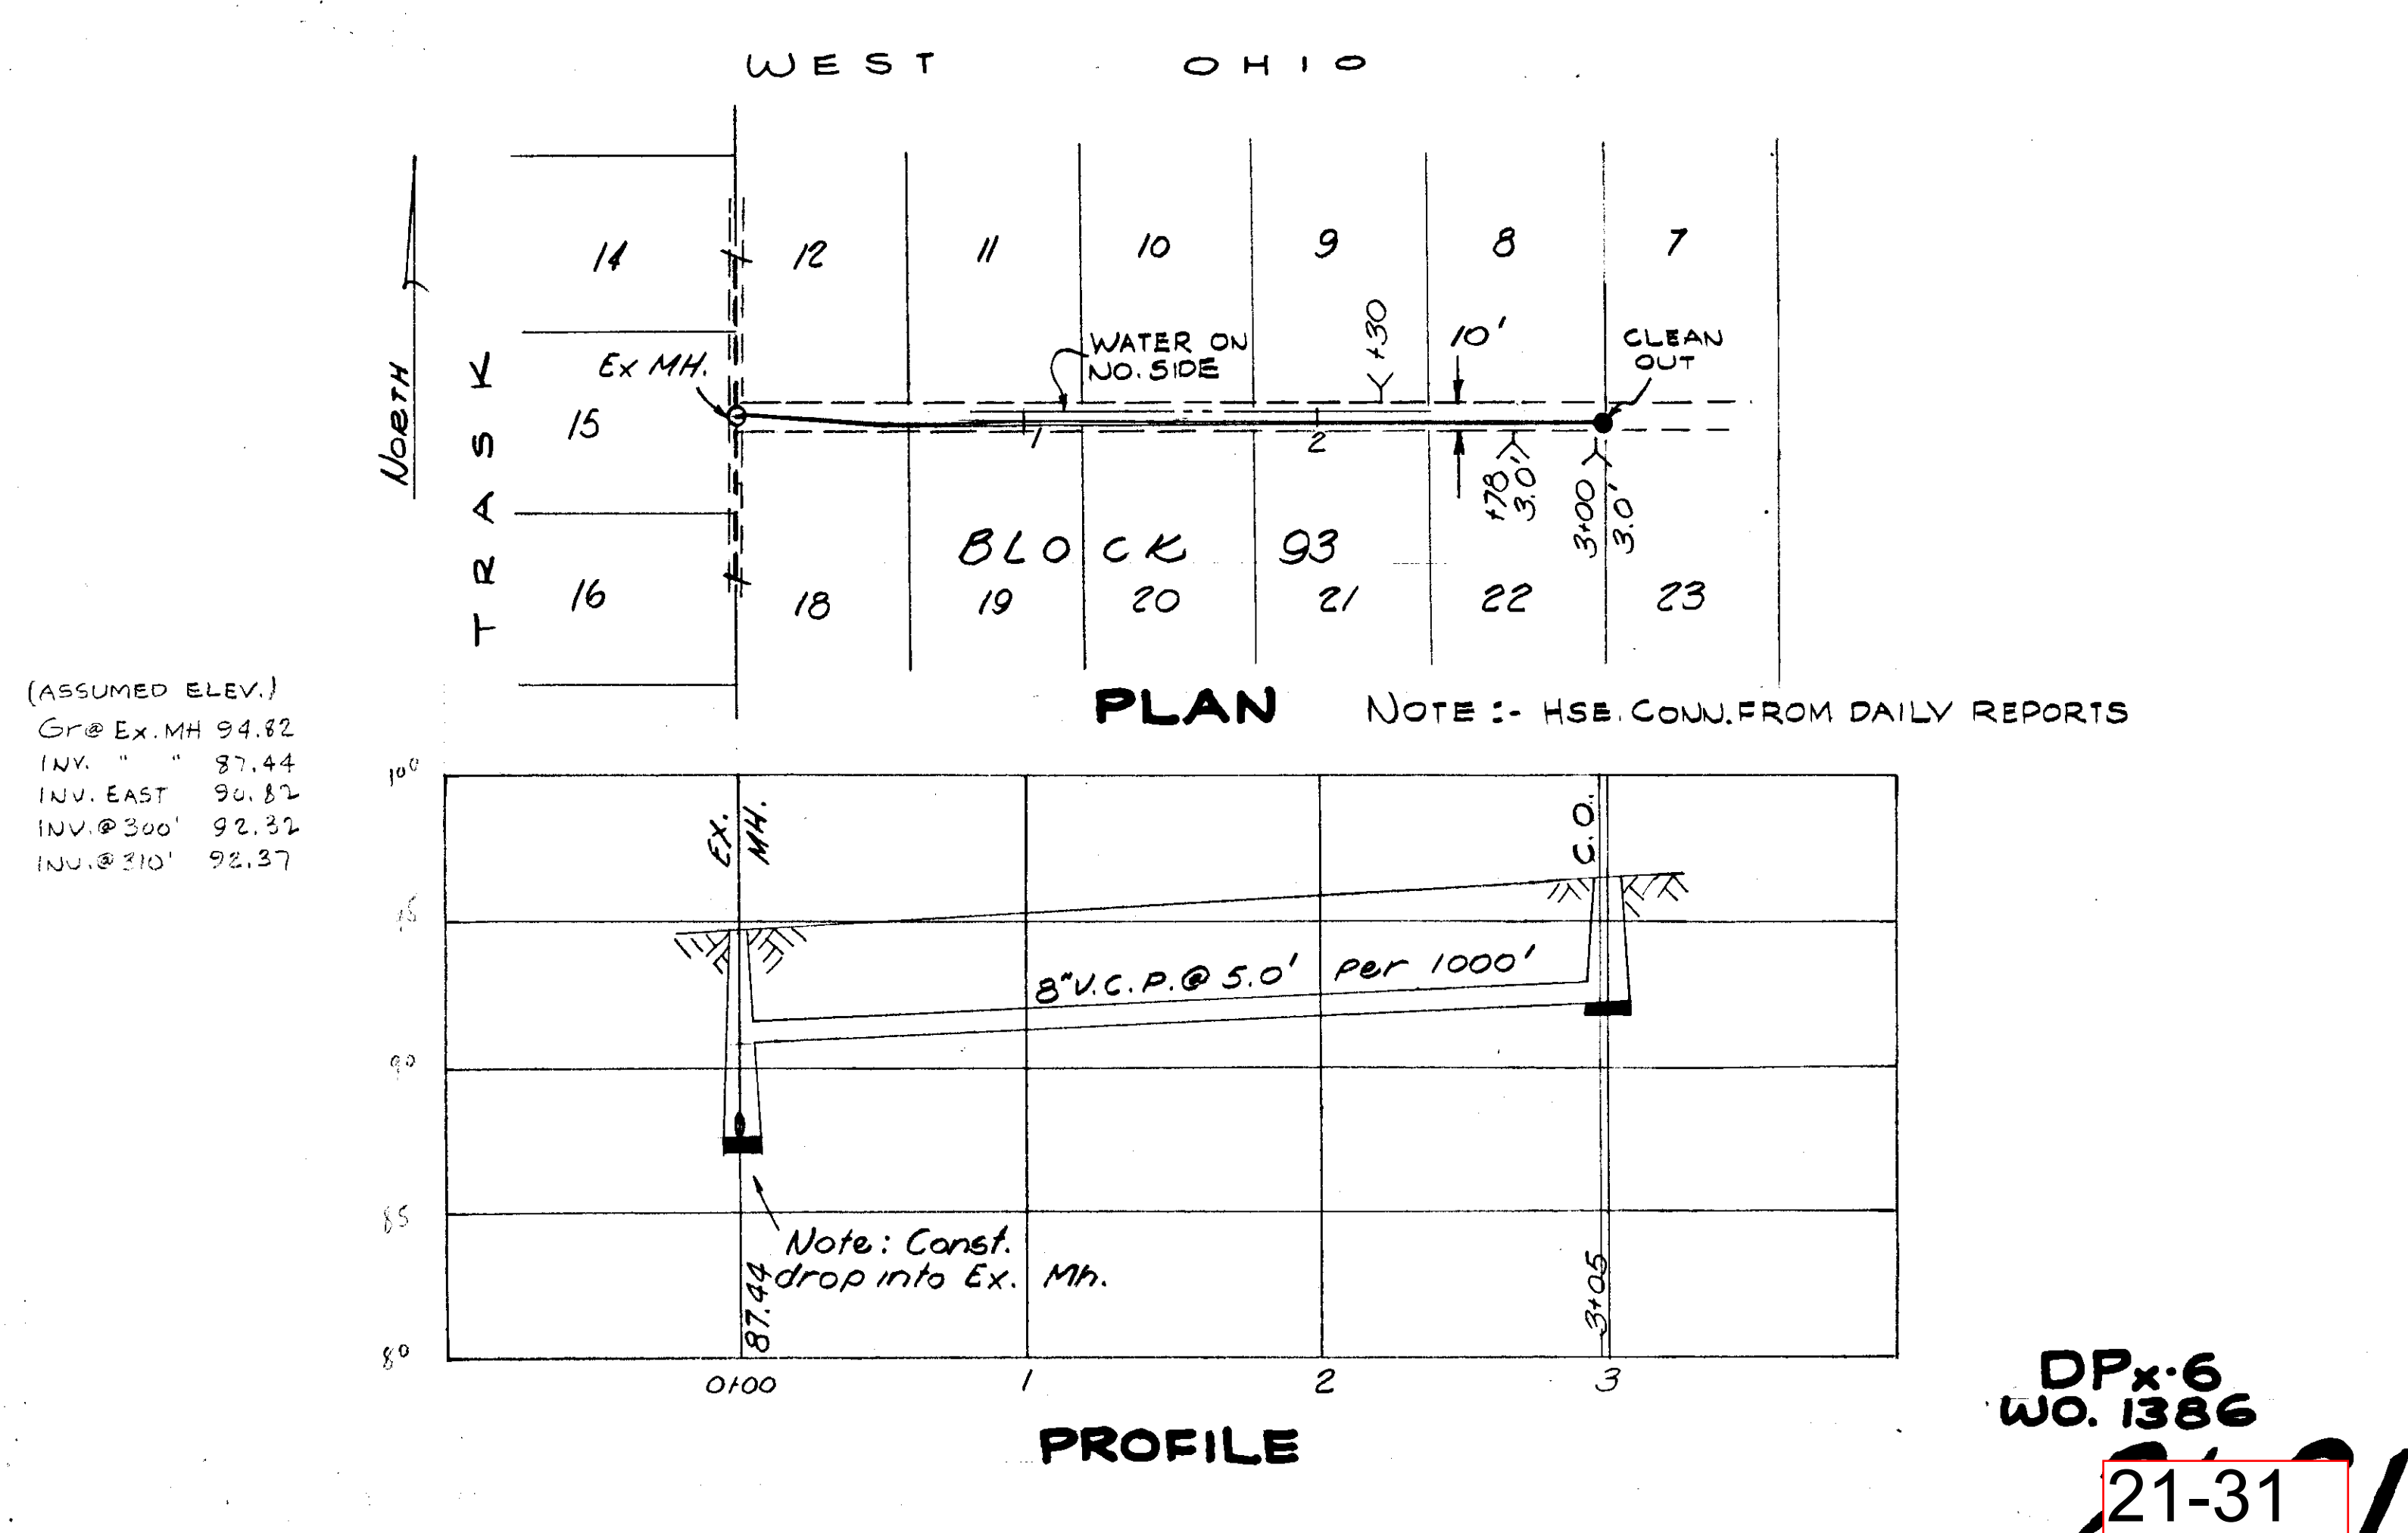 WEST OHIO
NORTH
TRASK
14
12
11
10
9
8
7
Ex MH.
15
WATER ON
NO. SIDE
+30
10'
CLEAN
OUT
1
2
+78
3.0'
3+00
3.0'
BLOCK 93
16
18
19
20
21
22
23
(ASSUMED ELEV.)
Gr@ Ex. MH 94.82
INV. " " 87.44
INV. EAST 90.82
INV.@ 300' 92.32
INV.@ 310' 92.37
PLAN
NOTE :- HSE. CONN. FROM DAILY REPORTS
100
95
90
85
80
EX.
MH.
C.O.
8" V.C.P. @ 5.0' per 1000'
Note: Const.
drop into Ex. Mh.
87.44
3+05
0+00
1
2
3
PROFILE
DPx-6
WO. 1386
21-31